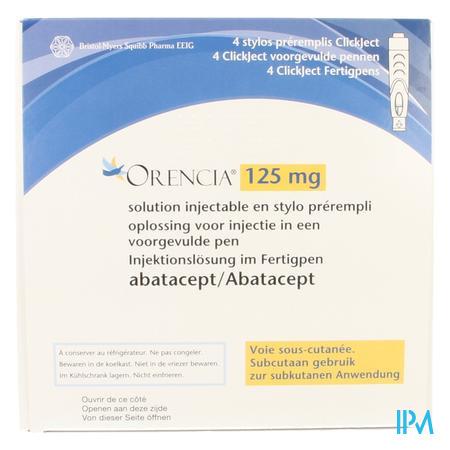 Bristol-Myers Squibb Pharma EEIG
4 stylos préremplis ClickJect
4 ClickJect voorgevulde pennen
4 ClickJect Fertigpens
ORENCIA® 125 mg
solution injectable en stylo prérempli
oplossing voor injectie in een
voorgevulde pen
Injektionslösung im Fertigpen
abatacept/Abatacept
A conserver au réfrigérateur. Ne pas congeler.
Bewaren in de koelkast. Niet in de vriezer bewaren.
Im Kühlschrank lagern. Nicht einfrieren.
Voie sous-cutanée.
Subcutaan gebruik
zur subkutanen Anwendung
Ouvrir de ce côté
Openen aan deze zijde
Von dieser Seite öffnen
IPM